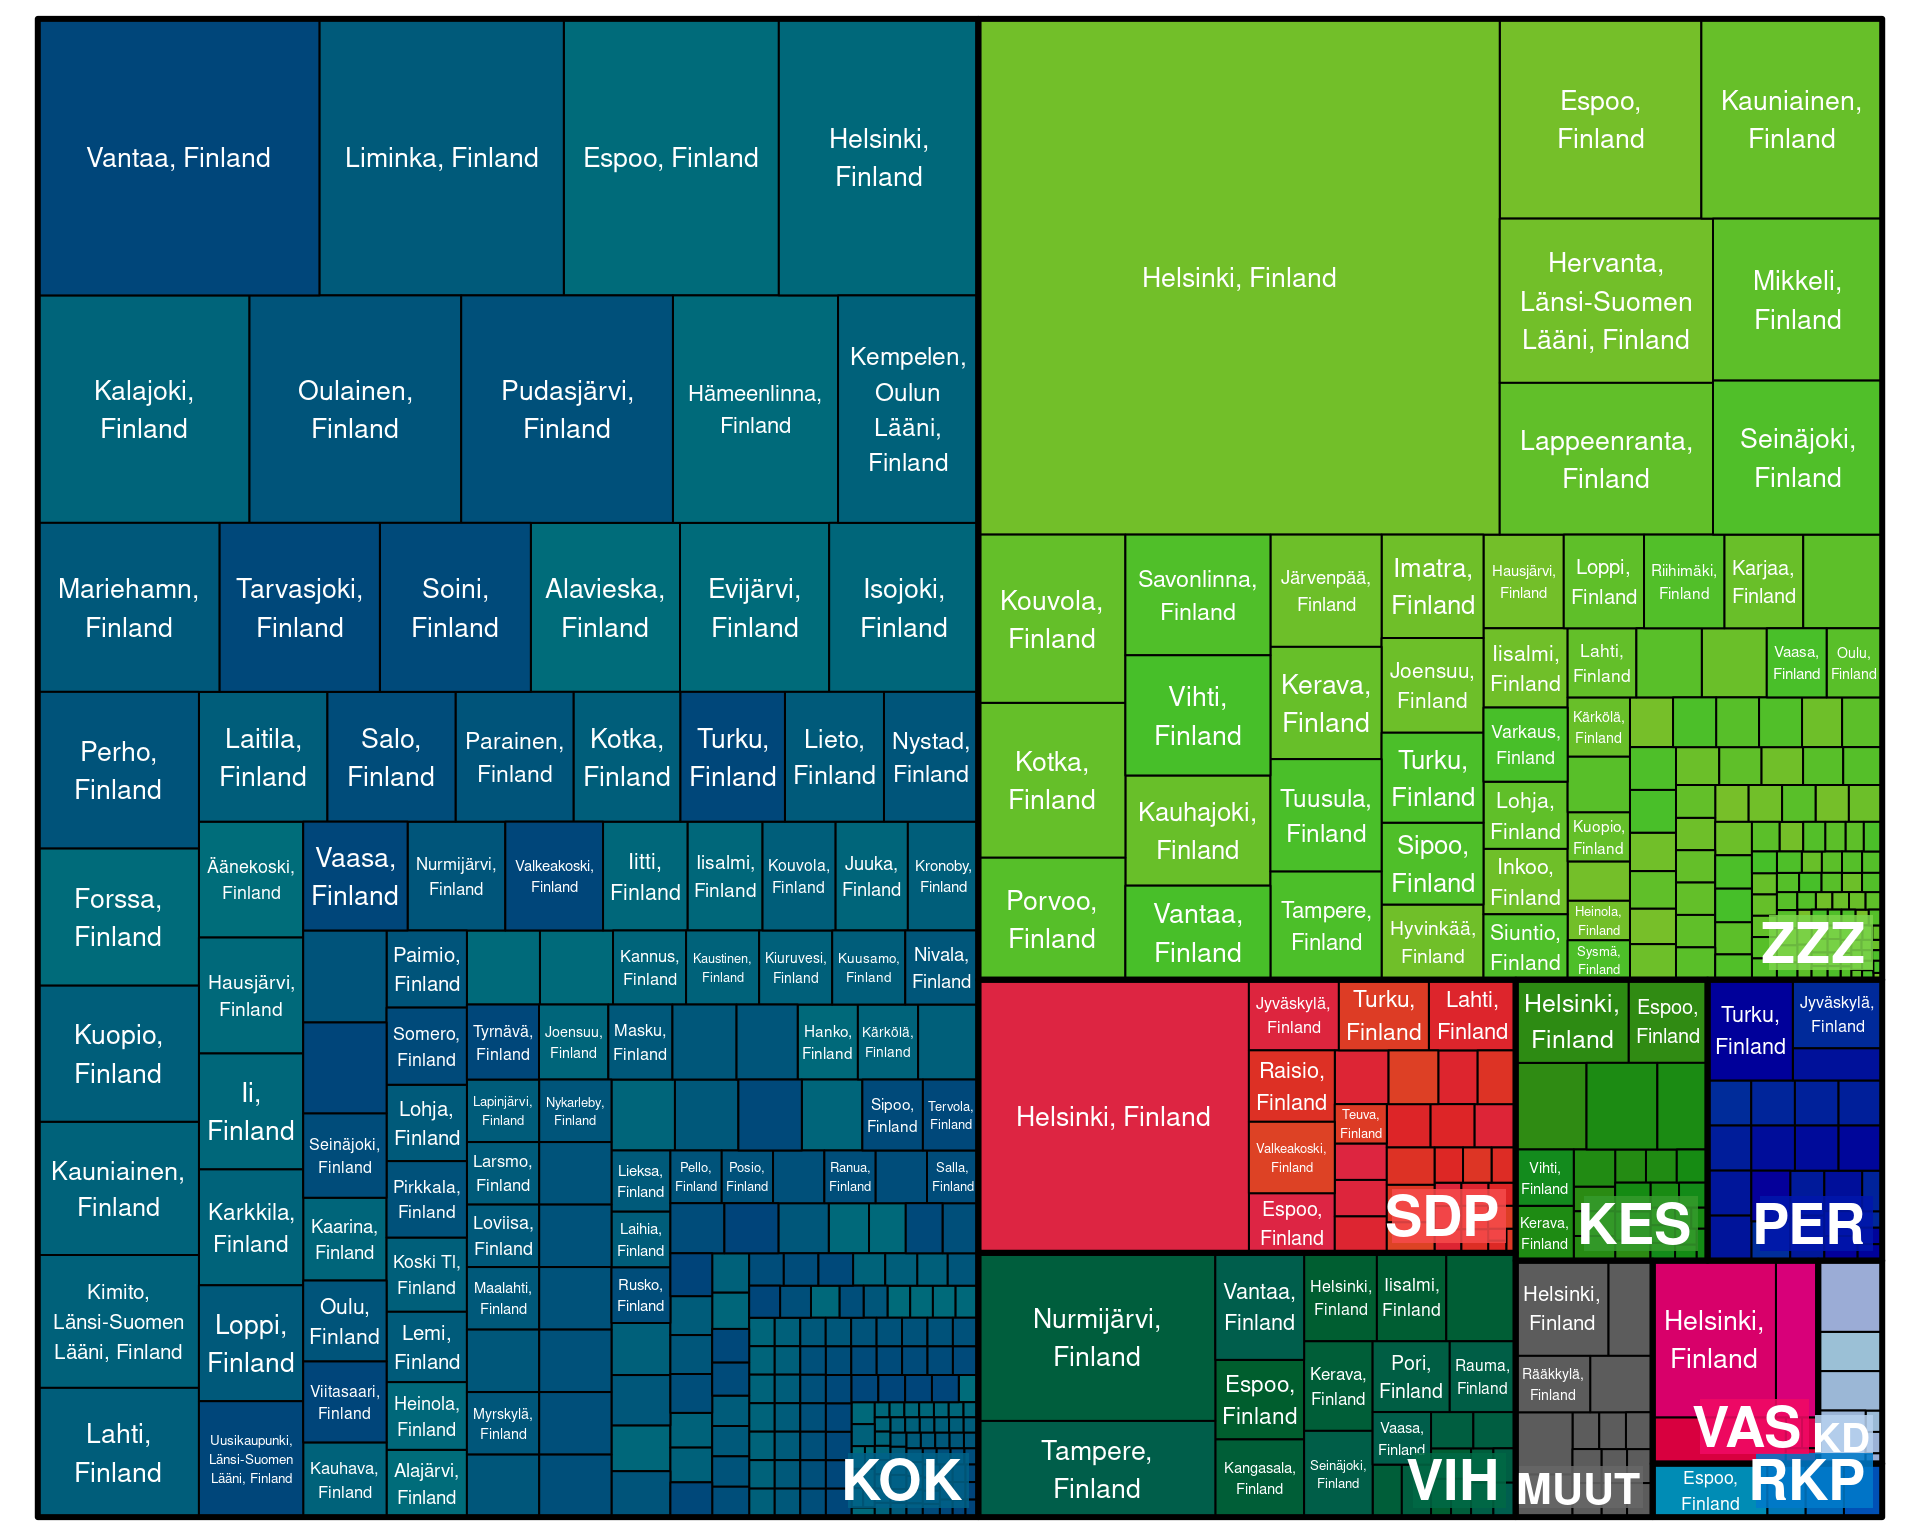 Vantaa, Finland
Liminka, Finland
Espoo, Finland
Helsinki,
Finland
Kalajoki,
Finland
Oulainen,
Finland
Pudasjärvi,
Finland
Hämeenlinna,
Finland
Kempelen,
Oulun
Lääni,
Finland
Mariehamn,
Finland
Tarvasjoki,
Finland
Soini,
Finland
Alavieska,
Finland
Evijärvi,
Finland
Isojoki,
Finland
Perho,
Finland
Laitila,
Finland
Salo,
Finland
Parainen,
Finland
Kotka,
Finland
Turku,
Finland
Lieto,
Finland
Nystad,
Finland
Forssa,
Finland
Äänekoski,
Finland
Vaasa,
Finland
Nurmijärvi,
Finland
Valkeakoski,
Finland
Iitti,
Finland
Iisalmi,
Finland
Kouvola,
Finland
Juuka,
Finland
Kronoby,
Finland
Kuopio,
Finland
Hausjärvi,
Finland
Paimio,
Finland
Kannus,
Finland
Kaustinen,
Finland
Kiuruvesi,
Finland
Kuusamo,
Finland
Nivala,
Finland
Somero,
Finland
Tyrnävä,
Finland
Joensuu,
Finland
Masku,
Finland
Hanko,
Finland
Kärkölä,
Finland
Ii,
Finland
Seinäjoki,
Finland
Lohja,
Finland
Lapinjärvi,
Finland
Nykarleby,
Finland
Sipoo,
Finland
Tervola,
Finland
Kauniainen,
Finland
Karkkila,
Finland
Kaarina,
Finland
Pirkkala,
Finland
Larsmo,
Finland
Lieksa,
Finland
Pello,
Finland
Posio,
Finland
Ranua,
Finland
Salla,
Finland
Loviisa,
Finland
Laihia,
Finland
Kimito,
Länsi-Suomen
Lääni, Finland
Loppi,
Finland
Oulu,
Finland
Koski Tl,
Finland
Maalahti,
Finland
Rusko,
Finland
Lemi,
Finland
Viitasaari,
Finland
Heinola,
Finland
Myrskylä,
Finland
Lahti,
Finland
Uusikaupunki,
Länsi-Suomen
Lääni, Finland
Kauhava,
Finland
Alajärvi,
Finland
KOK
Helsinki, Finland
Espoo,
Finland
Kauniainen,
Finland
Hervanta,
Länsi-Suomen
Lääni, Finland
Mikkeli,
Finland
Lappeenranta,
Finland
Seinäjoki,
Finland
Kouvola,
Finland
Savonlinna,
Finland
Järvenpää,
Finland
Imatra,
Finland
Hausjärvi,
Finland
Loppi,
Finland
Riihimäki,
Finland
Karjaa,
Finland
Vihti,
Finland
Kerava,
Finland
Joensuu,
Finland
Iisalmi,
Finland
Lahti,
Finland
Vaasa,
Finland
Oulu,
Finland
Kotka,
Finland
Kauhajoki,
Finland
Tuusula,
Finland
Turku,
Finland
Varkaus,
Finland
Kärkölä,
Finland
Lohja,
Finland
Kuopio,
Finland
Sipoo,
Finland
Inkoo,
Finland
Porvoo,
Finland
Vantaa,
Finland
Tampere,
Finland
Hyvinkää,
Finland
Siuntio,
Finland
Heinola,
Finland
Sysmä,
Finland
ZZZ
Helsinki, Finland
Jyväskylä,
Finland
Turku,
Finland
Lahti,
Finland
Raisio,
Finland
Teuva,
Finland
Valkeakoski,
Finland
Espoo,
Finland
SDP
Helsinki,
Finland
Espoo,
Finland
Vihti,
Finland
Kerava,
Finland
KES
Turku,
Finland
Jyväskylä,
Finland
PER
Nurmijärvi,
Finland
Vantaa,
Finland
Helsinki,
Finland
Iisalmi,
Finland
Espoo,
Finland
Kerava,
Finland
Pori,
Finland
Rauma,
Finland
Tampere,
Finland
Kangasala,
Finland
Seinäjoki,
Finland
Vaasa,
Finland
VIH
Helsinki,
Finland
Rääkkylä,
Finland
MUUT
Helsinki,
Finland
VAS
KD
Espoo,
Finland
RKP